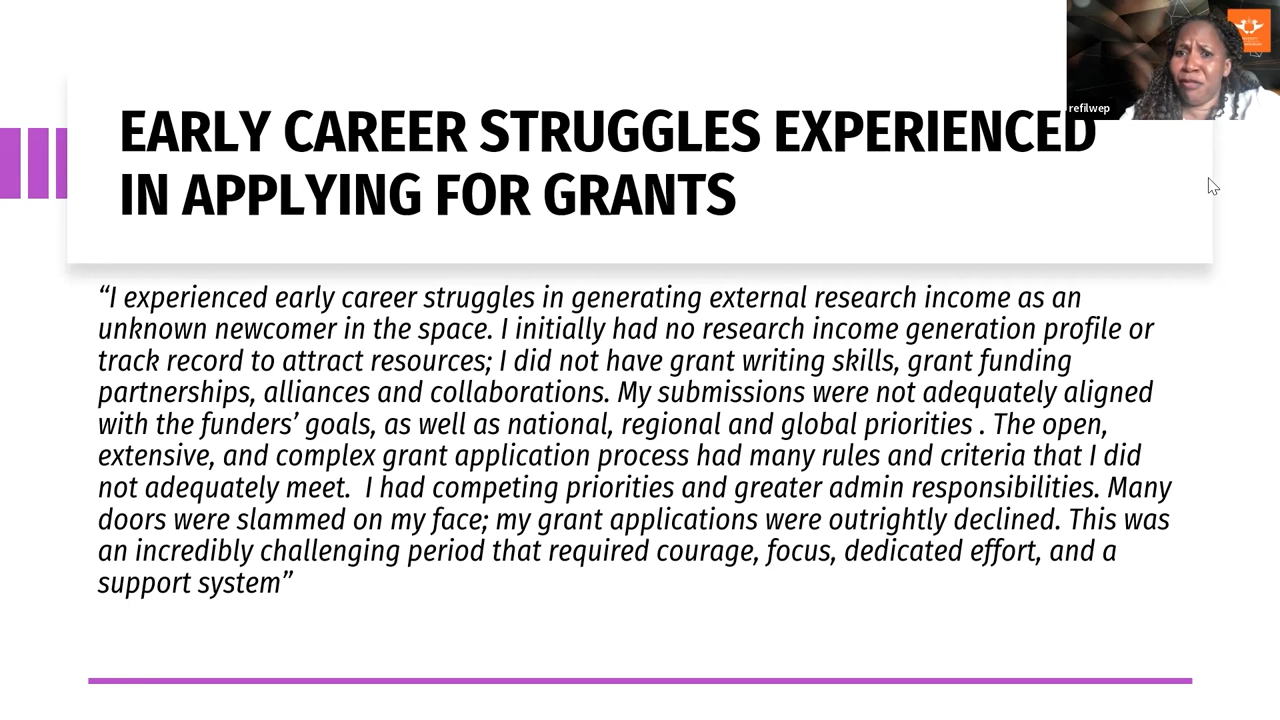 refilwep
EARLY CAREER STRUGGLES EXPERIENCED
IN APPLYING FOR GRANTS
“I experienced early career struggles in generating external research income as an
unknown newcomer in the space. I initially had no research income generation profile or
track record to attract resources; I did not have grant writing skills, grant funding
partnerships, alliances and collaborations. My submissions were not adequately aligned
with the funders’ goals, as well as national, regional and global priorities . The open,
extensive, and complex grant application process had many rules and criteria that I did
not adequately meet.  I had competing priorities and greater admin responsibilities. Many
doors were slammed on my face; my grant applications were outrightly declined. This was
an incredibly challenging period that required courage, focus, dedicated effort, and a
support system”